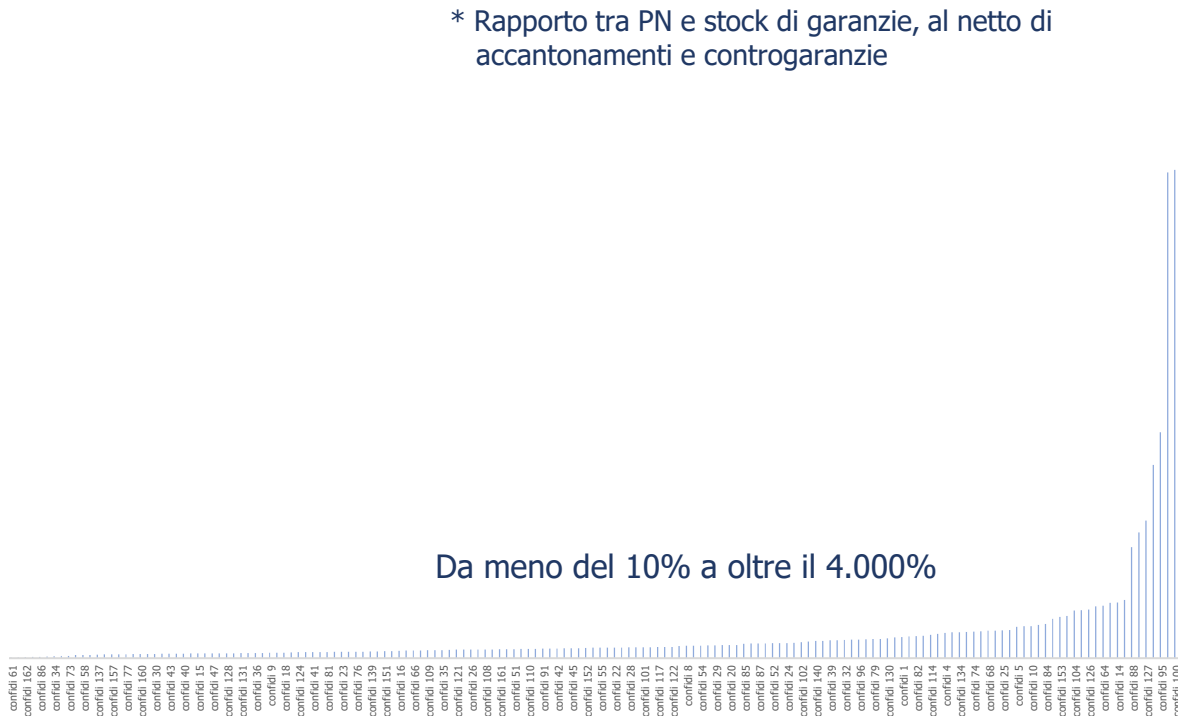 * Rapporto tra PN e stock di garanzie, al netto di
accantonamenti e controgaranzie
Da meno del 10% a oltre il 4.000%
confidi 61
confidi 162
confidi 86
confidi 34
confidi 73
confidi 58
confidi 137
confidi 157
confidi 77
confidi 160
confidi 30
confidi 43
confidi 40
confidi 15
confidi 47
confidi 128
confidi 131
confidi 36
confidi 9
confidi 18
confidi 124
confidi 41
confidi 81
confidi 23
confidi 76
confidi 139
confidi 151
confidi 16
confidi 66
confidi 109
confidi 35
confidi 121
confidi 26
confidi 108
confidi 161
confidi 51
confidi 110
confidi 91
confidi 42
confidi 45
confidi 152
confidi 55
confidi 22
confidi 28
confidi 101
confidi 117
confidi 122
confidi 8
confidi 54
confidi 29
confidi 20
confidi 85
confidi 87
confidi 52
confidi 24
confidi 102
confidi 140
confidi 39
confidi 32
confidi 96
confidi 79
confidi 130
confidi 1
confidi 82
confidi 114
confidi 4
confidi 134
confidi 74
confidi 68
confidi 25
confidi 5
confidi 10
confidi 84
confidi 153
confidi 104
confidi 126
confidi 64
confidi 14
confidi 88
confidi 127
confidi 95
confidi 100